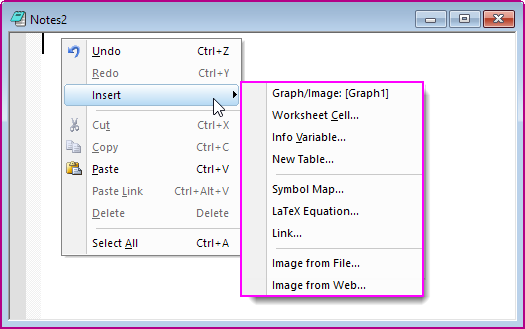 Notes2
Undo Ctrl+Z
Redo Ctrl+Y
Insert
Cut Ctrl+X
Copy Ctrl+C
Paste Ctrl+V
Paste Link Ctrl+Alt+V
Delete Delete
Select All Ctrl+A
Graph/Image: [Graph1]
Worksheet Cell...
Info Variable...
New Table...
Symbol Map...
LaTeX Equation...
Link...
Image from File...
Image from Web...